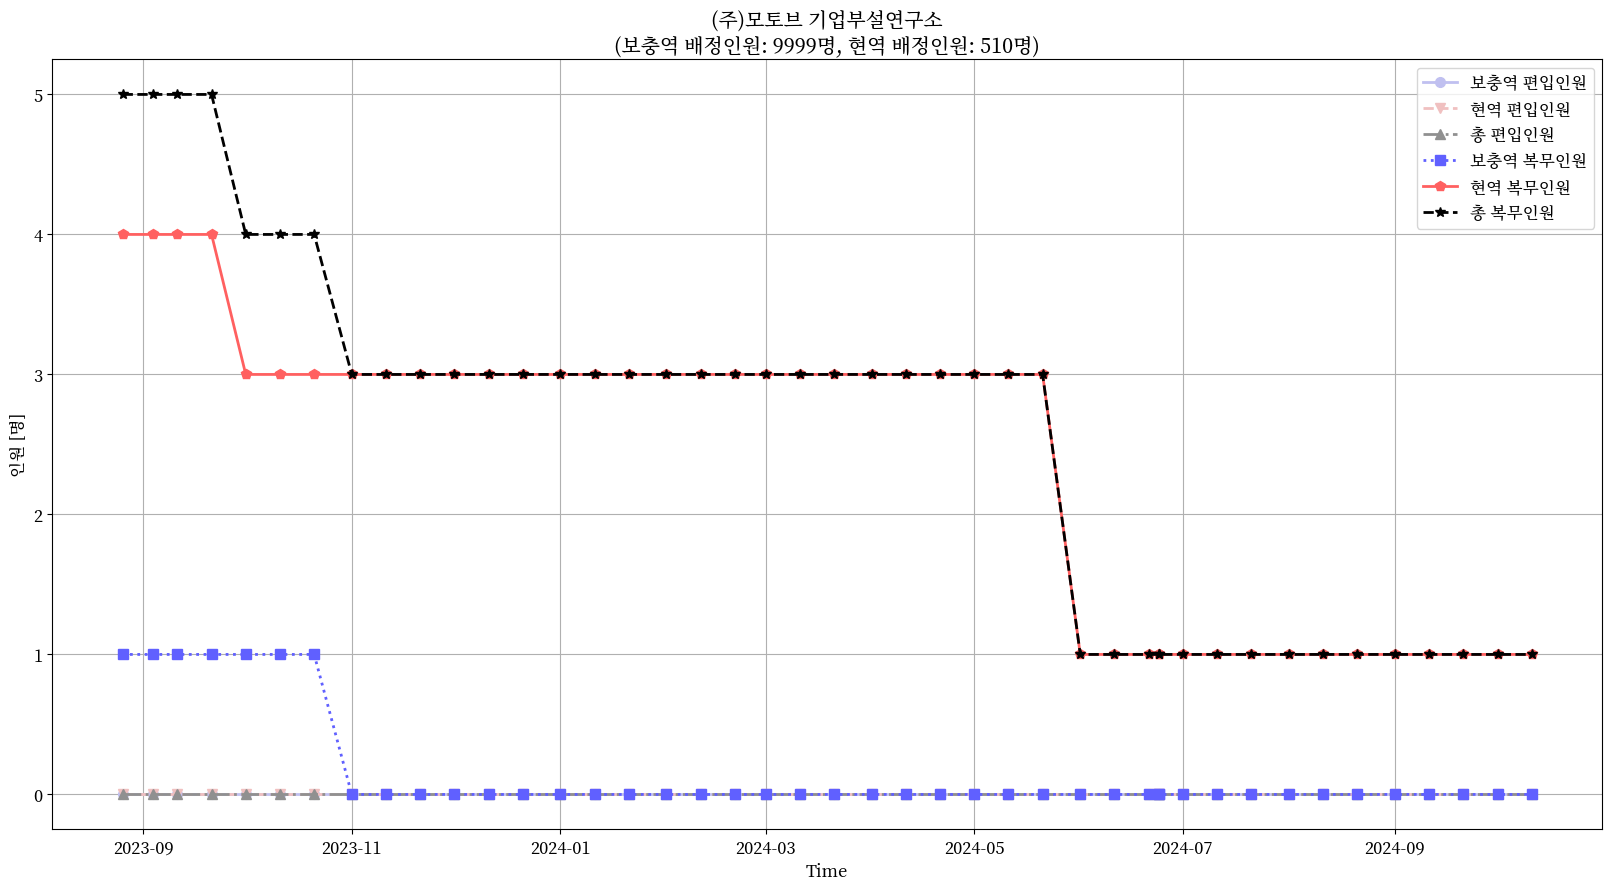 (주)모토브 기업부설연구소
(보충역 배정인원: 9999명, 현역 배정인원: 510명)
보충역 편입인원
현역 편입인원
총 편입인원
보충역 복무인원
현역 복무인원
총 복무인원
인원 [명]
5
4
3
2
1
0
2023-09
2023-11
2024-01
2024-03
2024-05
2024-07
2024-09
Time